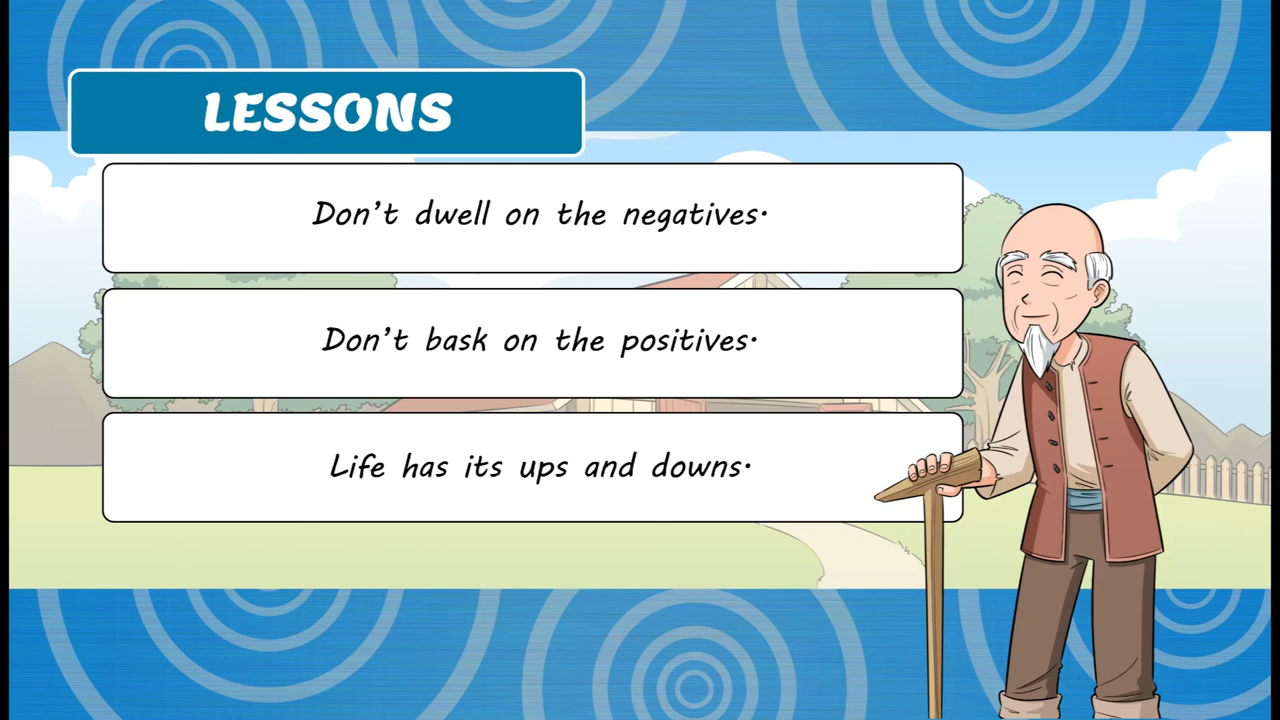 LESSONS
Don't dwell on the negatives.
Don't bask on the positives.
Life has its ups and downs.